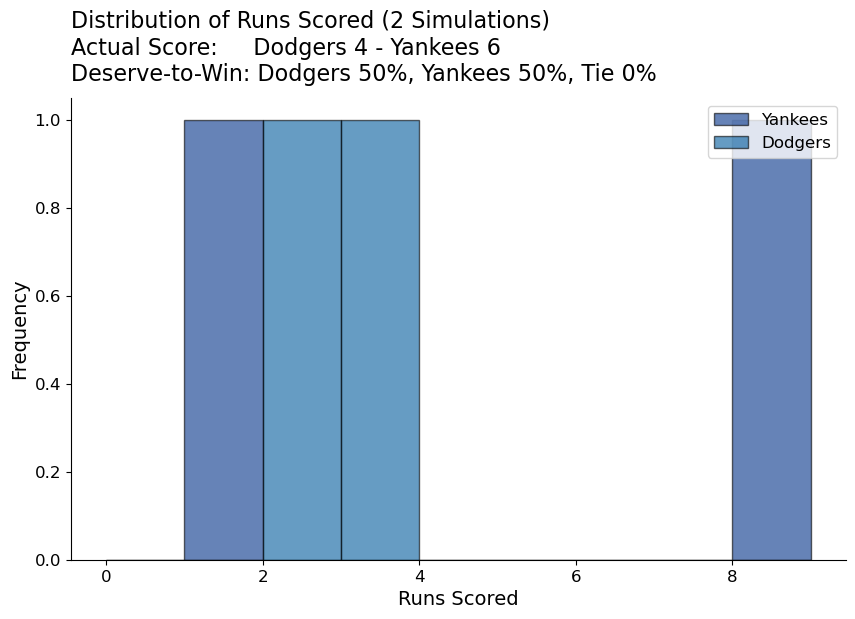 Distribution of Runs Scored (2 Simulations)
Actual Score:     Dodgers 4 - Yankees 6
Deserve-to-Win: Dodgers 50%, Yankees 50%, Tie 0%
Yankees
Dodgers
1.0
0.8
0.6
0.4
0.2
0.0
Frequency
0 2 4 6 8
Runs Scored